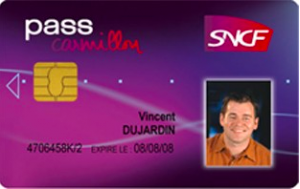 pass
carmillon
SNCF
Vincent
DUJARDIN
4706458K/2 EXPIRE LE 08/08/08